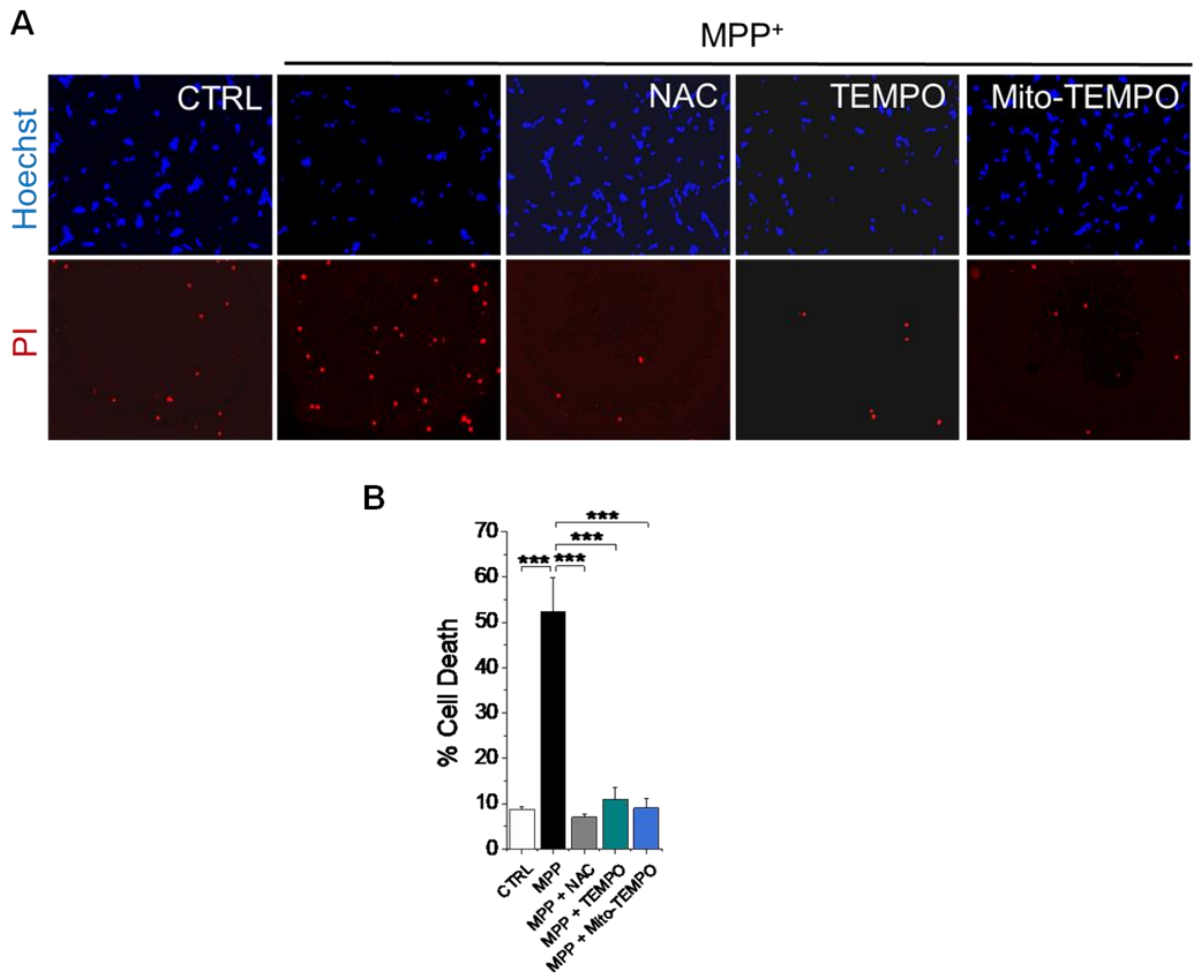 A
MPP⁺
CTRL
NAC
TEMPO
Mito-TEMPO
Hoechst
PI
B
***
***
*** ***
70
60
50
40
30
20
10
0
% Cell Death
CTRL
MPP
MPP + NAC
MPP + TEMPO
MPP + Mito-TEMPO